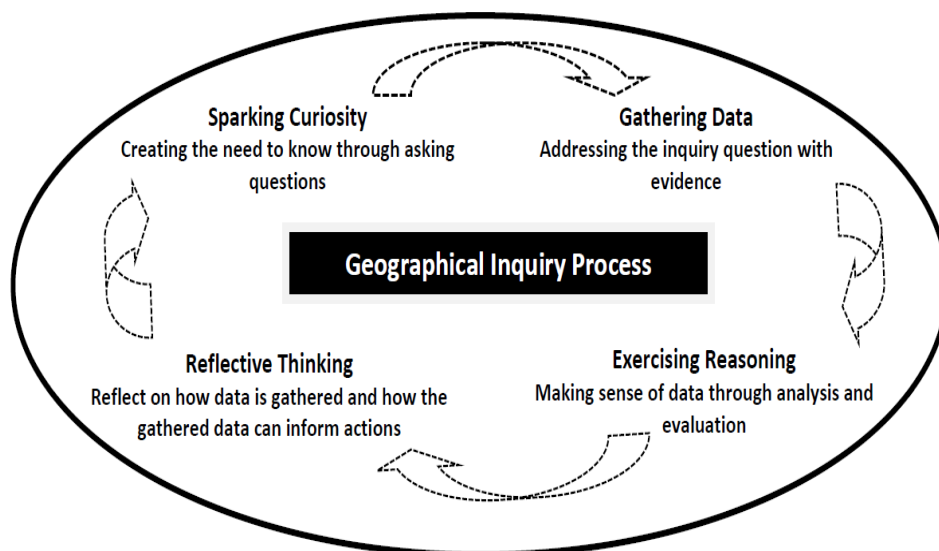 Sparking Curiosity
Creating the need to know through asking
questions
Gathering Data
Addressing the inquiry question with
evidence
Geographical Inquiry Process
Reflective Thinking
Reflect on how data is gathered and how the
gathered data can inform actions
Exercising Reasoning
Making sense of data through analysis and
evaluation